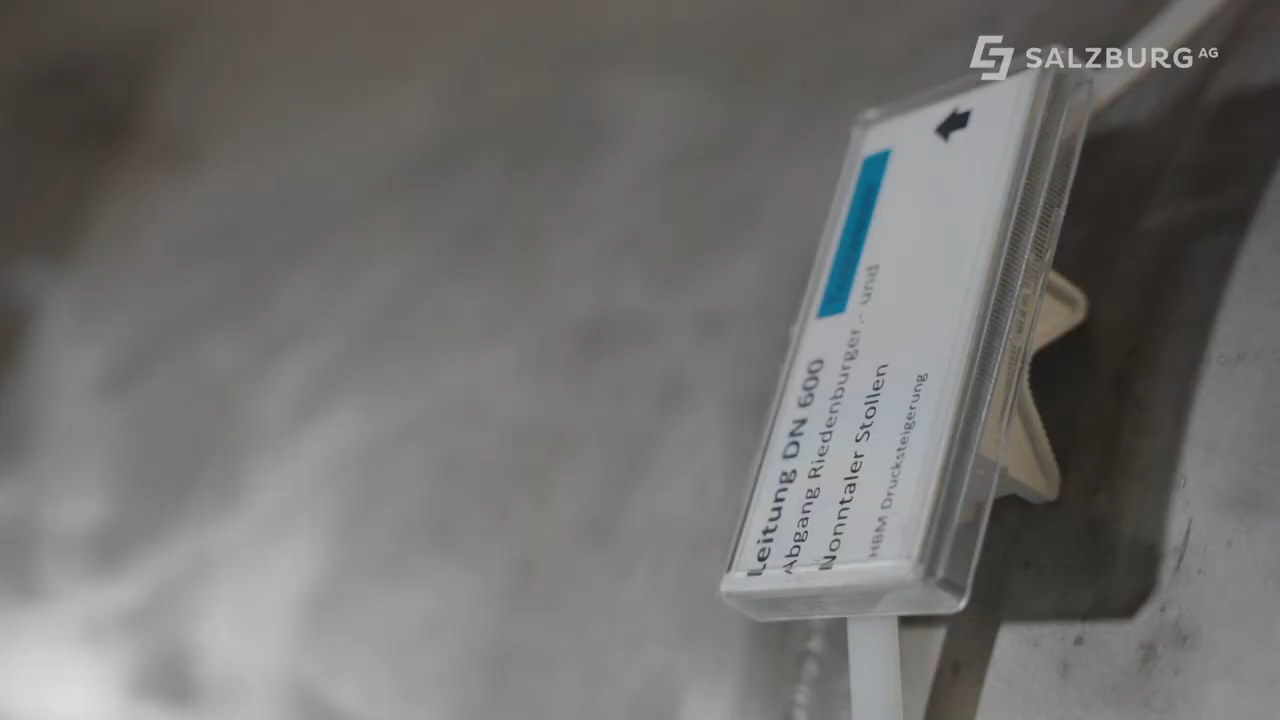 SALZBURG AG
Leitung DN 600
Abgang Riedenburger.- und
Nonntaler Stollen
HBM Drucksteigerung